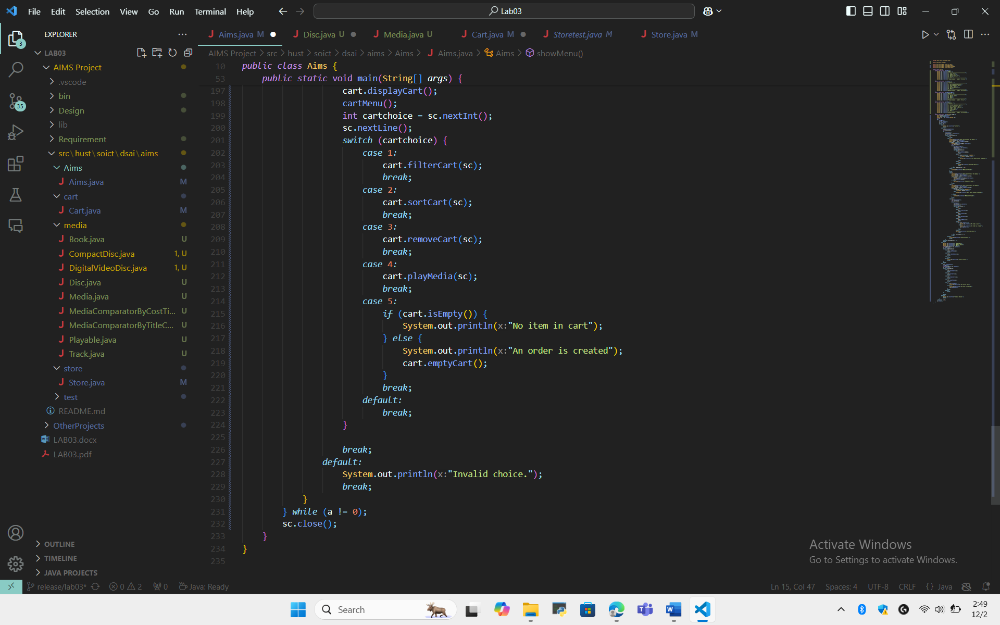 File Edit Selection View Go Run Terminal Help
Lab03
EXPLORER
Aims.java M
Disc.java U
Media.java U
Cart.java M
Storetest.java M
Store.java M
3
LAB03
AIMS Project > src > hust > soict > dsai > aims > Aims > Aims.java > Aims > showMenu()
AIMS Project
.vscode
bin
35
Design
lib
Requirement
src\hust\soict\dsai\aims
Aims
Aims.java M
cart
Cart.java M
media
Book.java U
CompactDisc.java 1, U
DigitalVideoDisc.java 1, U
Disc.java U
Media.java U
MediaComparatorByCostTi... U
MediaComparatorByTitleC... U
Playable.java U
Track.java U
store
Store.java M
test
README.md
OtherProjects
LAB03.docx
LAB03.pdf
OUTLINE
TIMELINE
JAVA PROJECTS
10 public class Aims {
53 public static void main(String[] args) {
197 cart.displayCart();
198 cartMenu();
199 int cartchoice = sc.nextInt();
200 sc.nextLine();
201 switch (cartchoice) {
202 case 1:
203 cart.filterCart(sc);
204 break;
205 case 2:
206 cart.sortCart(sc);
207 break;
208 case 3:
209 cart.removeCart(sc);
210 break;
211 case 4:
212 cart.playMedia(sc);
213 break;
214 case 5:
215 if (cart.isEmpty()) {
216 System.out.println(x:"No item in cart");
217 } else {
218 System.out.println(x:"An order is created");
219 cart.emptyCart();
220 }
221 break;
222 default:
223 break;
224 }
225
226 break;
227 default:
228 System.out.println(x:"Invalid choice.");
229 break;
230 }
231 } while (a != 0);
232 sc.close();
233 }
234 }
235
Activate Windows
Go to Settings to activate Windows.
release/lab03* 0 2 0 Java: Ready
Ln 15, Col 47 Spaces: 4 UTF-8 CRLF {} Java
Search
2:49
12/2